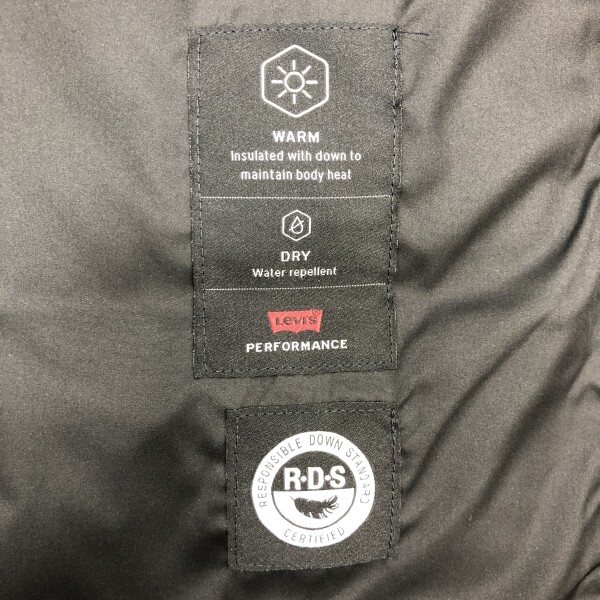 WARM
Insulated with down to
maintain body heat
DRY
Water repellent
Levi's
PERFORMANCE
RESPONSIBLE DOWN STANDARD
R·D·S
CERTIFIED